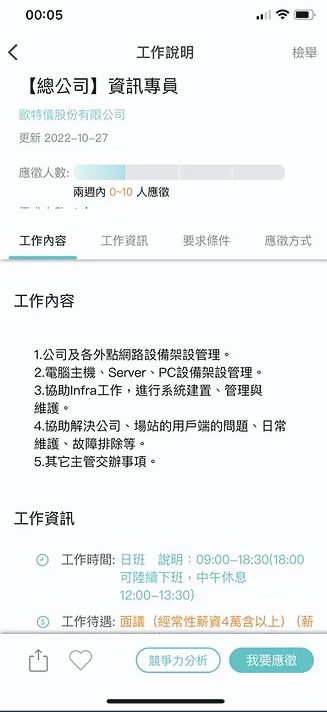 00:05
工作說明
檢舉
【總公司】資訊專員
歐特儀股份有限公司
更新 2022-10-27
應徵人數:
兩週內 0~10 人應徵
工作內容
工作資訊
要求條件
應徵方式
工作內容
1.公司及各外點網路設備架設管理。
2.電腦主機、Server、PC設備架設管理。
3.協助Infra工作，進行系統建置、管理與
維護。
4.協助解決公司、場站的用戶端的問題、日常
維護、故障排除等。
5.其它主管交辦事項。
工作資訊
工作時間: 日班　說明：09:00-18:30(18:00
可陸續下班，中午休息
12:00-13:30)
工作待遇: 面議（經常性薪資4萬含以上）（薪
競爭力分析
我要應徵